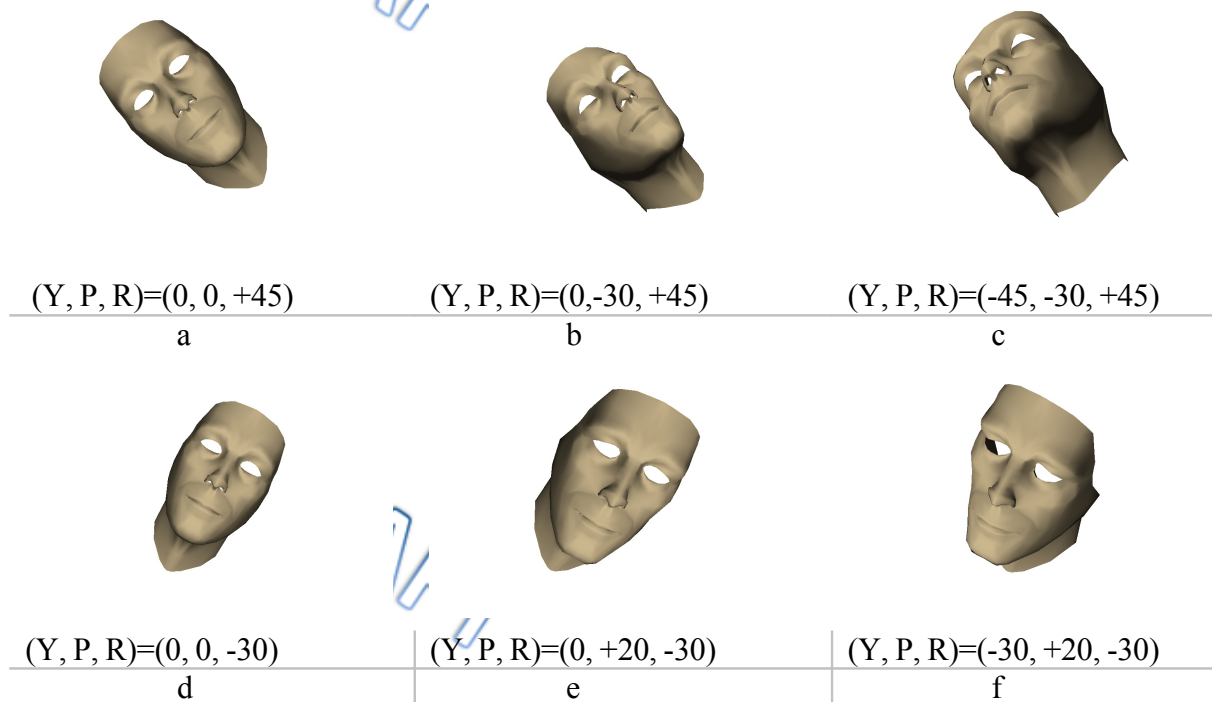 (Y, P, R)=(0, 0, +45)
(Y, P, R)=(0,-30, +45)
(Y, P, R)=(-45, -30, +45)
a
b
c
(Y, P, R)=(0, 0, -30)
(Y, P, R)=(0, +20, -30)
(Y, P, R)=(-30, +20, -30)
d
e
f